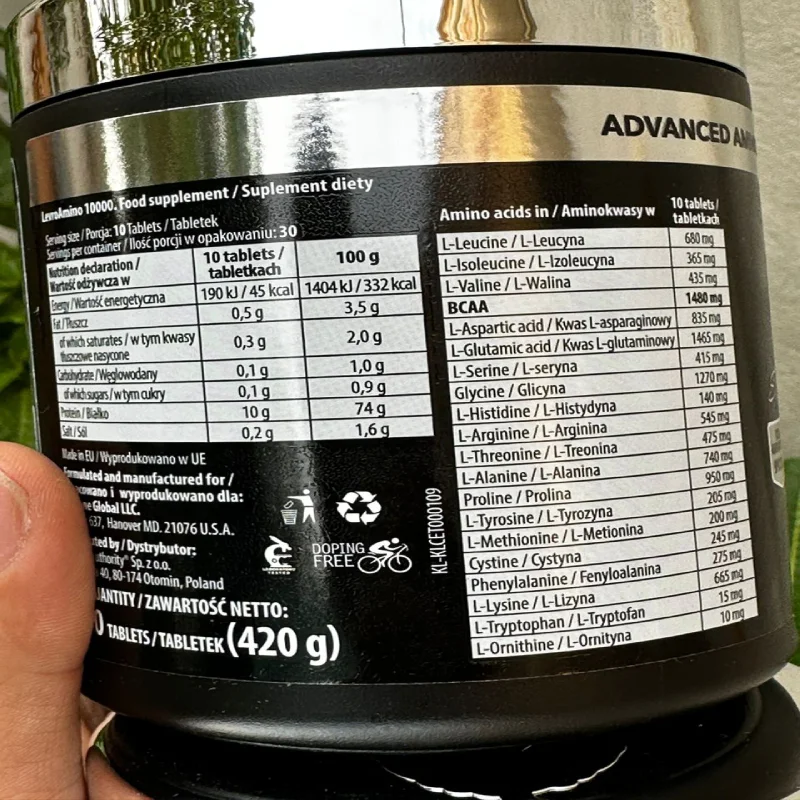 ADVANCED
LevroAmino 10000. Food supplement / Suplement diety
Serving size / Porcja: 10 Tablets / Tabletek
Servings per container / Ilość porcji w opakowaniu: 30
Nutrition declaration / Wartość odżywcza w 10 tablets / tabletkach 100 g
Energy / Wartość energetyczna 190 kJ / 45 kcal 1404 kJ / 332 kcal
Fat / Tłuszcz 0,5 g 3,5 g
of which saturates / w tym kwasy tłuszczowe nasycone 0,3 g 2,0 g
Carbohydrate / Węglowodany 0,1 g 1,0 g
of which sugars / w tym cukry 0,1 g 0,9 g
Protein / Białko 10 g 74 g
Salt / Sól 0,2 g 1,6 g
Made in EU / Wyprodukowano w UE
Formulated and manufactured for /
i wyprodukowano dla:
Global LLC.
637, Hanover MD. 21076 U.S.A.
by / Dystrybutor:
Sp. z o.o.
40, 80-174 Otomin, Poland
/ ZAWARTOŚĆ NETTO:
TABLETS / TABLETEK (420 g)
DOPING
FREE
KL-KLCET000109
Amino acids in / Aminokwasy w 10 tablets / tabletkach
L-Leucine / L-Leucyna 680 mg
L-Isoleucine / L-Izoleucyna 365 mg
L-Valine / L-Walina 435 mg
BCAA 1480 mg
L-Aspartic acid / Kwas L-asparaginowy 835 mg
L-Glutamic acid / Kwas L-glutaminowy 1465 mg
L-Serine / L-seryna 415 mg
Glycine / Glicyna 1270 mg
L-Histidine / L-Histydyna 140 mg
L-Arginine / L-Arginina 545 mg
L-Threonine / L-Treonina 475 mg
L-Alanine / L-Alanina 740 mg
Proline / Prolina 950 mg
L-Tyrosine / L-Tyrozyna 205 mg
L-Methionine / L-Metionina 200 mg
Cystine / Cystyna 245 mg
Phenylalanine / Fenyloalanina 275 mg
L-Lysine / L-Lizyna 665 mg
L-Tryptophan / L-Tryptofan 15 mg
L-Ornithine / L-Ornityna 10 mg